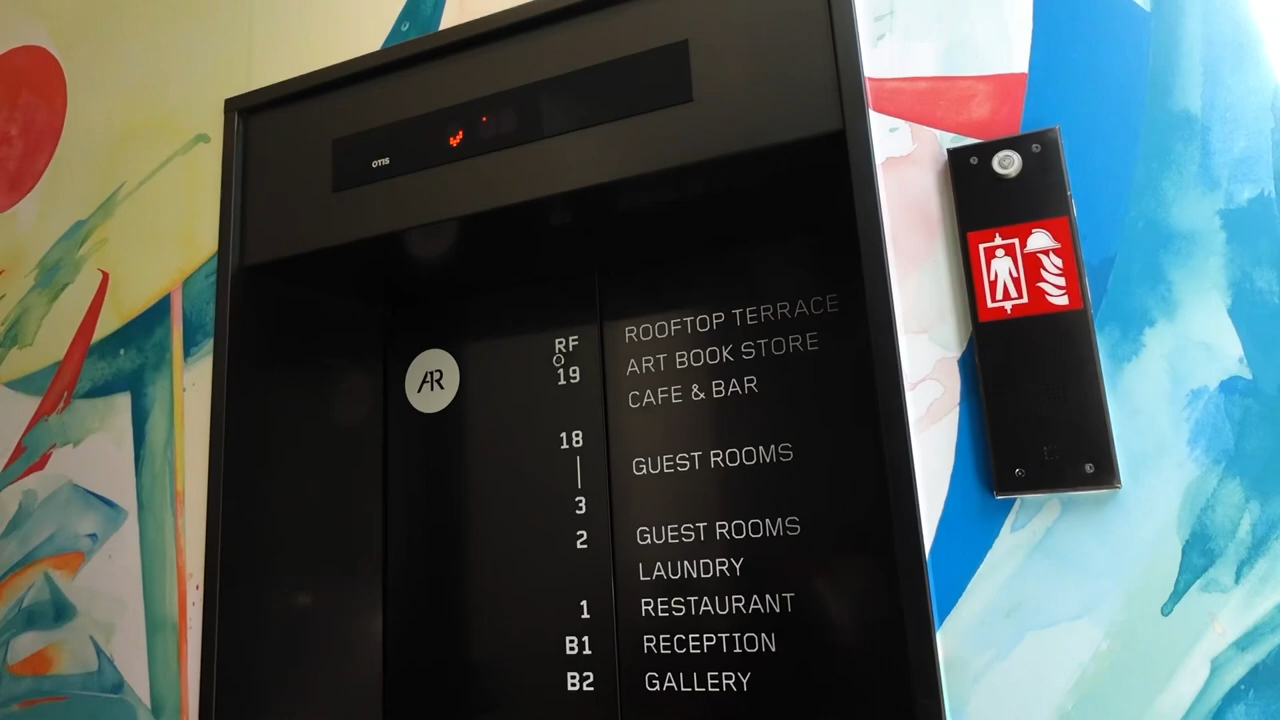 OTIS
AR
RF ROOFTOP TERRACE
ART BOOK STORE
19 CAFE & BAR
18
GUEST ROOMS
3
2 GUEST ROOMS
LAUNDRY
1 RESTAURANT
B1 RECEPTION
B2 GALLERY